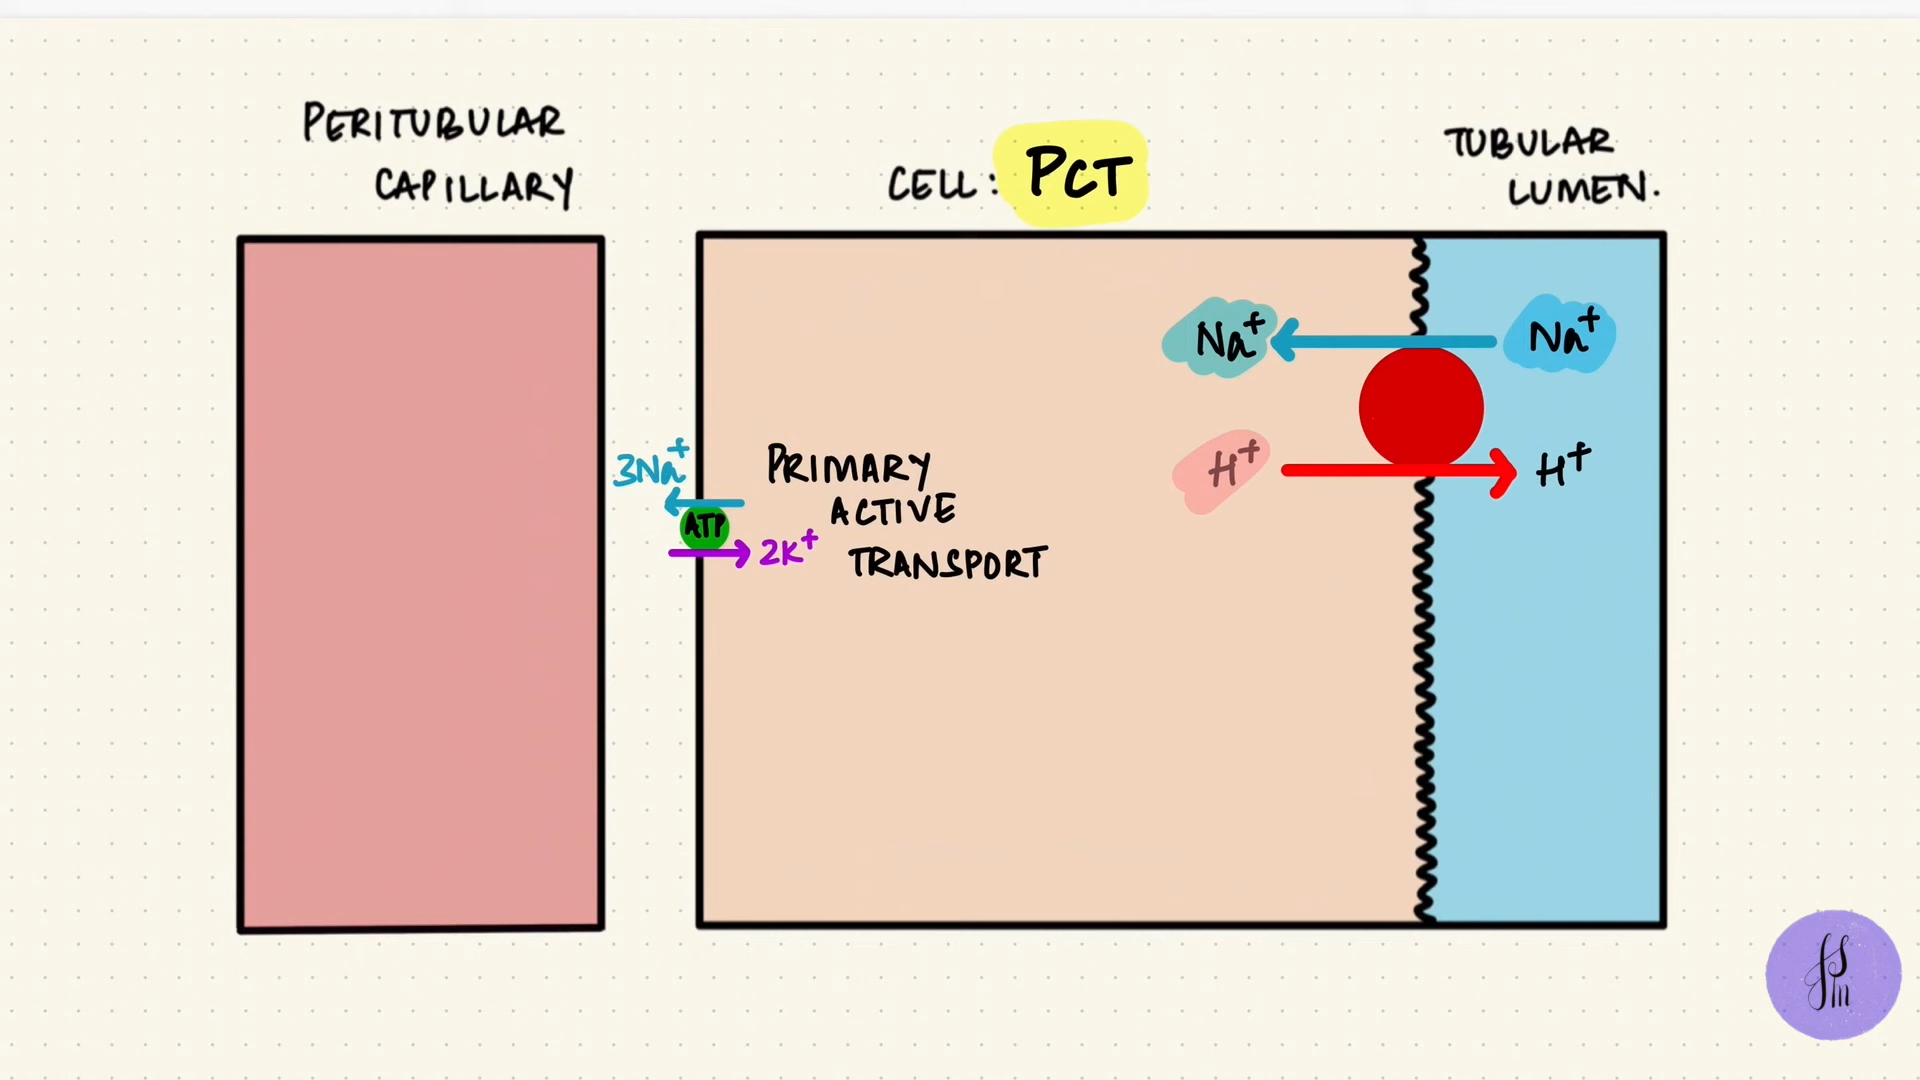 PERITUBULAR
CAPILLARY
CELL: PCT
TUBULAR
LUMEN.
Na⁺
Na⁺
H⁺
H⁺
3Na⁺
ATP
2K⁺
PRIMARY
ACTIVE
TRANSPORT